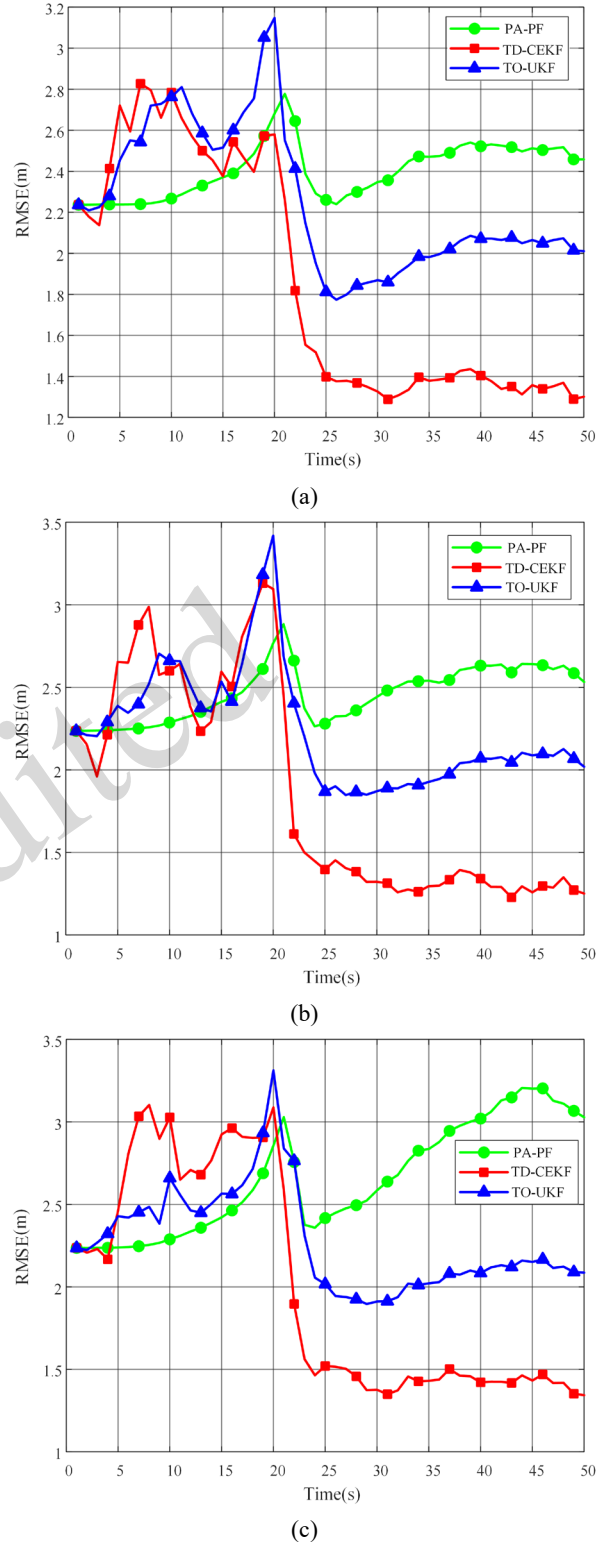 3.2
3
2.8
2.6
2.4
2.2
2
1.8
1.6
1.4
1.2
RMSE(m)
PA-PF
TD-CEKF
TO-UKF
0 5 10 15 20 25 30 35 40 45 50
Time(s)
(a)
3.5
3
2.5
2
1.5
1
RMSE(m)
PA-PF
TD-CEKF
TO-UKF
0 5 10 15 20 25 30 35 40 45 50
Time(s)
(b)
dited
3.5
3
2.5
2
1.5
1
RMSE(m)
PA-PF
TD-CEKF
TO-UKF
0 5 10 15 20 25 30 35 40 45 50
Time(s)
(c)